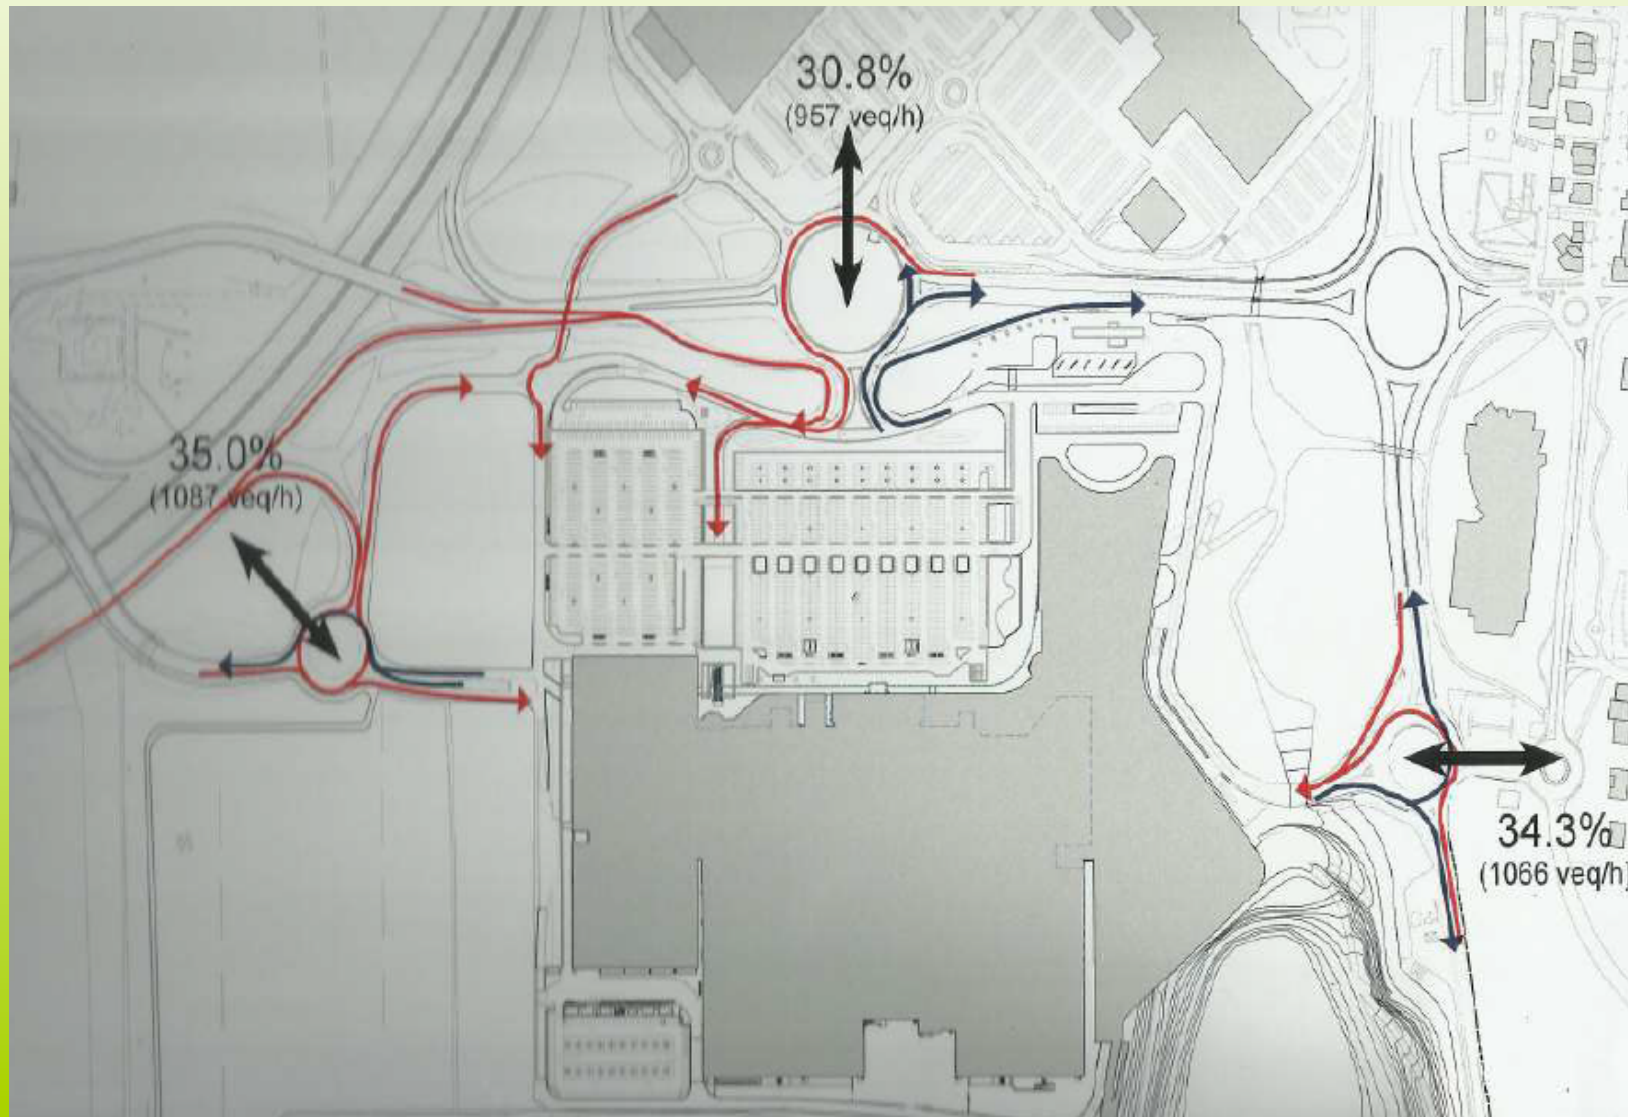 30.8%
(957 veq/h)
35.0%
(1087 veq/h)
34.3%
(1066 veq/h)